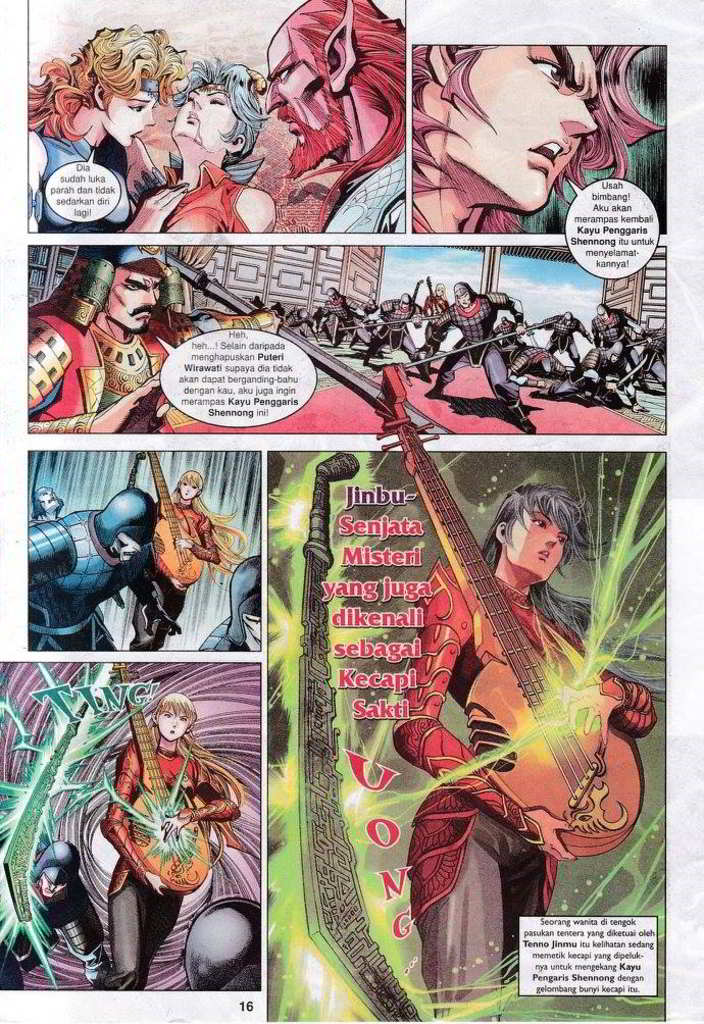 Dia
sudah luka
parah dan tidak
sedarkan diri
lagi!
Usah
bimbang!
Aku akan
merampas kembali
Kayu Penggaris
Shennong itu untuk
menyelamat-
kannya!
Heh,
heh...! Selain daripada
menghapuskan Puteri
Wirawati supaya dia tidak
akan dapat berganding-bahu
dengan kau, aku juga ingin
merampas Kayu Penggaris
Shennong ini!
Jinbu-
Senjata
Misteri
yang juga
dikenali
sebagai
Kecapi
Sakti
UONG...
TING!
Seorang wanita di tengok
pasukan tentera yang diketuai oleh
Tenno Jinmu itu kelihatan sedang
memetik kecapi yang dipeluk-
nya untuk mengekang Kayu
Pengaris Shennong dengan
gelombang bunyi kecapi itu.
16